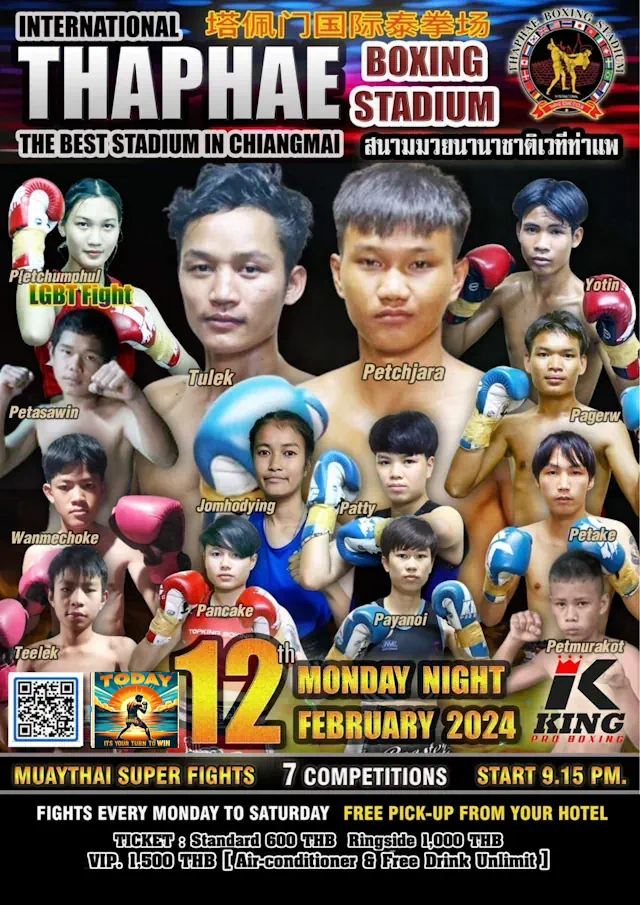 INTERNATIONAL 塔佩门国际泰拳场
THAPHAE BOXING STADIUM
THE BEST STADIUM IN CHIANGMAI สนามมวยนานาชาติเวทีท่าแพ
THAPHAE BOXING STADIUM
INTERNATIONAL
Pletchumphul
LGBT Fight
Yotin
Tulek
Petchjara
Petasawin
Pagerw
Jomhodying
Patty
Wanmechoke
Petake
Pancake
Payanoi
Teelek
Petmurakot
TODAY
ITS YOUR TURN TO WIN
12th
MONDAY NIGHT
FEBRUARY 2024
K
KING
PRO BOXING
MUAYTHAI SUPER FIGHTS 7 COMPETITIONS START 9.15 PM.
FIGHTS EVERY MONDAY TO SATURDAY FREE PICK-UP FROM YOUR HOTEL
TICKET : Standard 600 THB Ringside 1,000 THB
VIP. 1.500 THB [ Air-conditioner & Free Drink Unlimit ]